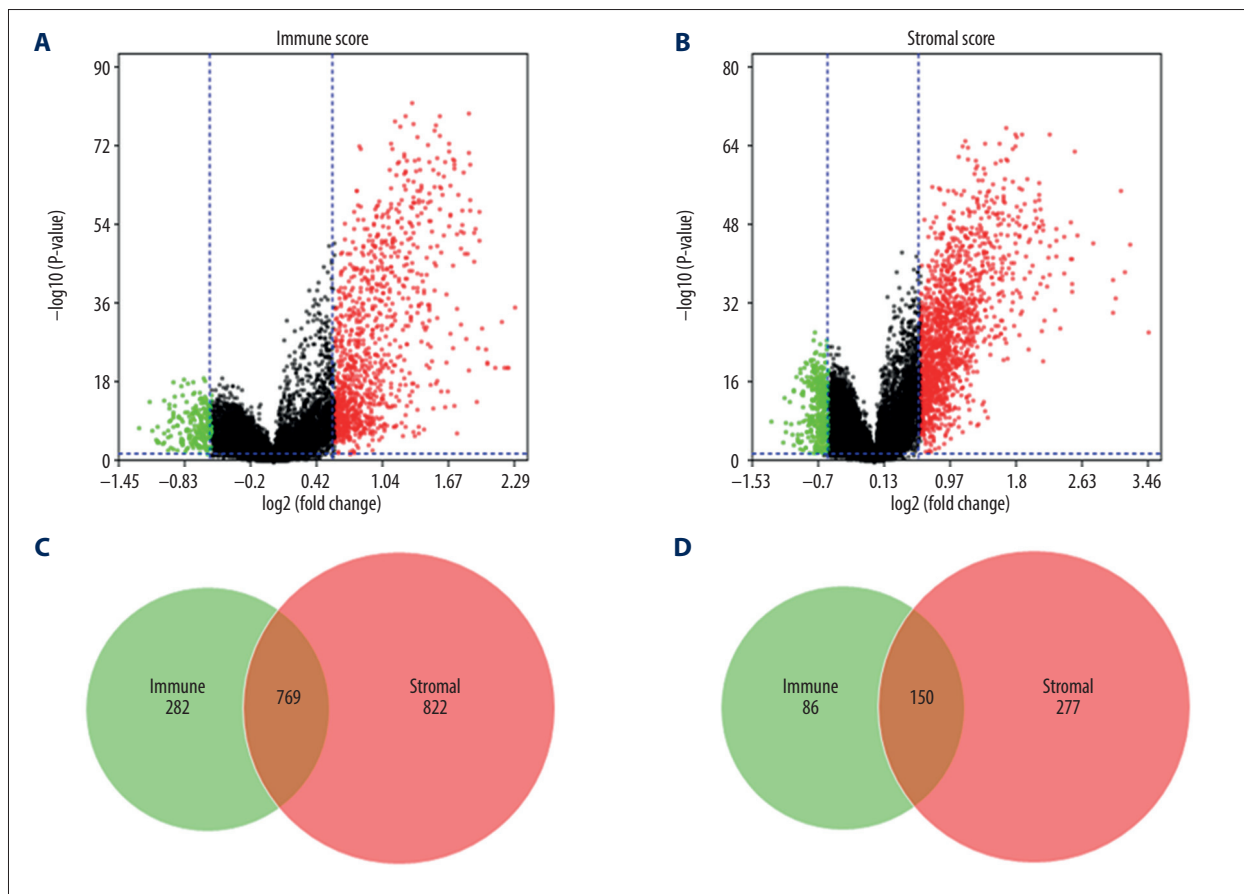 A
Immune score
90
72
54
36
18
0
–log10 (P-value)
–1.45
–0.83
–0.2
0.42
1.04
1.67
2.29
log2 (fold change)
B
Stromal score
80
64
48
32
16
0
–log10 (P-value)
–1.53
–0.7
0.13
0.97
1.8
2.63
3.46
log2 (fold change)
C
Immune
282
769
Stromal
822
D
Immune
86
150
Stromal
277